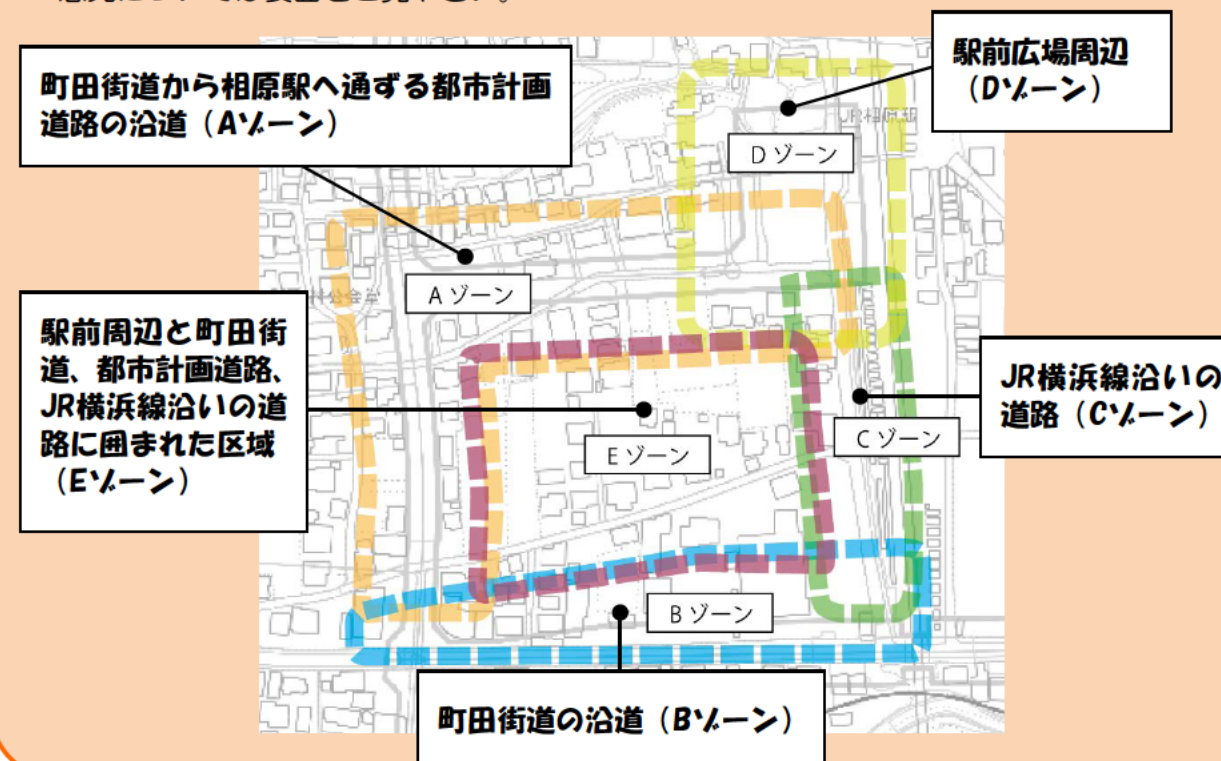 駅前広場周辺
（Dゾーン）
町田街道から相原駅へ通ずる都市計画
道路の沿道（Aゾーン）
JR相原駅
Dゾーン
Aゾーン
駅前周辺と町田街
道、都市計画道路、
JR横浜線沿いの道
路に囲まれた区域
（Eゾーン）
JR横浜線沿いの
道路（Cゾーン）
Cゾーン
Eゾーン
Bゾーン
町田街道の沿道（Bゾーン）